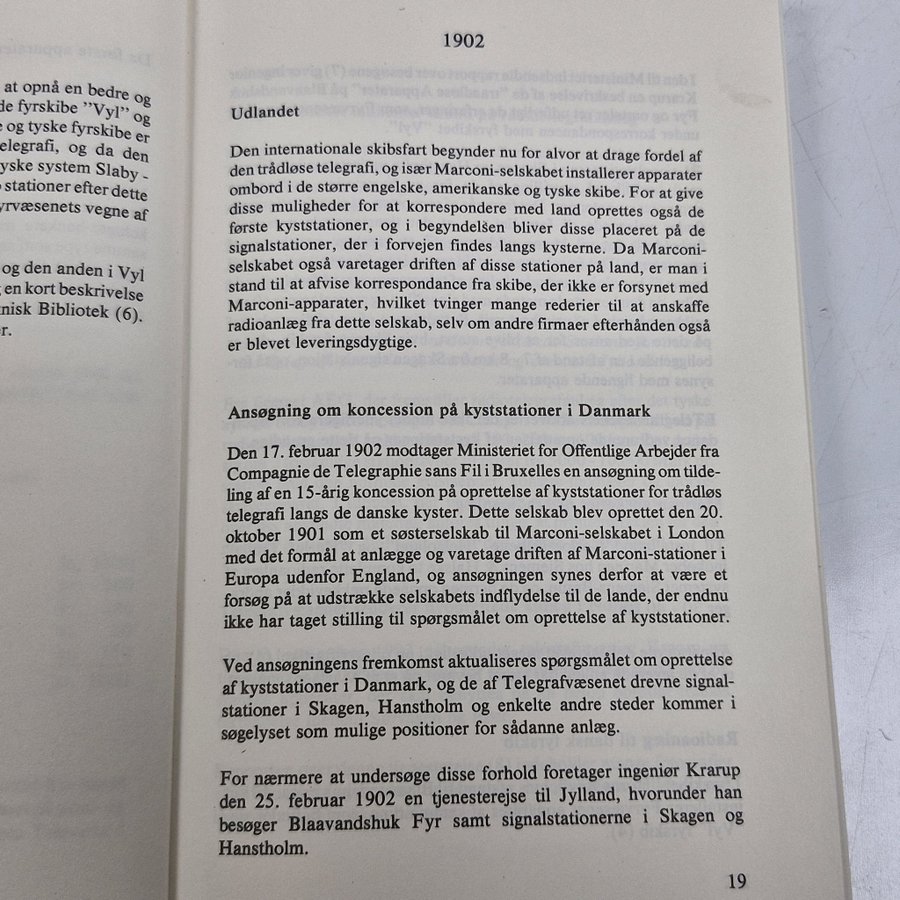 at opnå en bedre og
de fyrskibe "Vyl" og
og tyske fyrskibe er
elegrafi, og da den
tyske system Slaby -
stationer efter dette
yrvæsenets vegne af
og den anden i Vyl
en kort beskrivelse
nisk Bibliotek (6).
r.
1902
Udlandet
Den internationale skibsfart begynder nu for alvor at drage fordel af
den trådløse telegrafi, og især Marconi-selskabet installerer apparater
ombord i de større engelske, amerikanske og tyske skibe. For at give
disse muligheder for at korrespondere med land oprettes også de
første kyststationer, og i begyndelsen bliver disse placeret på de
signalstationer, der i forvejen findes langs kysterne. Da Marconi-
selskabet også varetager driften af disse stationer på land, er man i
stand til at afvise korrespondance fra skibe, der ikke er forsynet med
Marconi-apparater, hvilket tvinger mange rederier til at anskaffe
radioanlæg fra dette selskab, selv om andre firmaer efterhånden også
er blevet leveringsdygtige.
Ansøgning om koncession på kyststationer i Danmark
Den 17. februar 1902 modtager Ministeriet for Offentlige Arbejder fra
Compagnie de Telegraphie sans Fil i Bruxelles en ansøgning om tilde-
ling af en 15-årig koncession på oprettelse af kyststationer for trådløs
telegrafi langs de danske kyster. Dette selskab blev oprettet den 20.
oktober 1901 som et søsterselskab til Marconi-selskabet i London
med det formål at anlægge og varetage driften af Marconi-stationer i
Europa udenfor England, og ansøgningen synes derfor at være et
forsøg på at udstrække selskabets indflydelse til de lande, der endnu
ikke har taget stilling til spørgsmålet om oprettelse af kyststationer.
Ved ansøgningens fremkomst aktualiseres spørgsmålet om oprettelse
af kyststationer i Danmark, og de af Telegrafvæsenet drevne signal-
stationer i Skagen, Hanstholm og enkelte andre steder kommer i
søgelyset som mulige positioner for sådanne anlæg.
For nærmere at undersøge disse forhold foretager ingeniør Krarup
den 25. februar 1902 en tjenesterejse til Jylland, hvorunder han
besøger Blaavandshuk Fyr samt signalstationerne i Skagen og
Hanstholm.
19